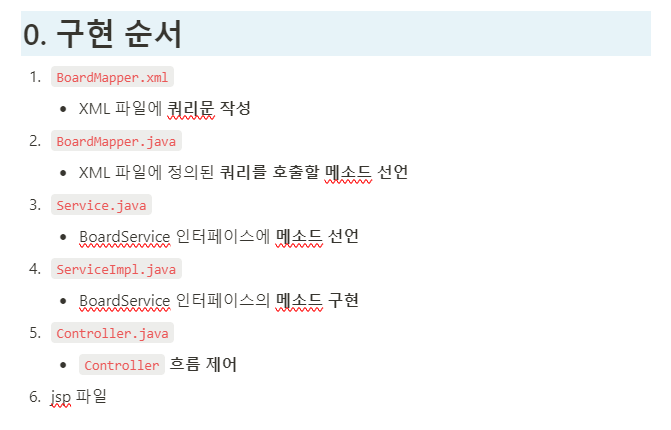 0. 구현 순서
1. BoardMapper.xml
• XML 파일에 쿼리문 작성
2. BoardMapper.java
• XML 파일에 정의된 쿼리를 호출할 메소드 선언
3. Service.java
• BoardService 인터페이스에 메소드 선언
4. ServiceImpl.java
• BoardService 인터페이스의 메소드 구현
5. Controller.java
• Controller 흐름 제어
6. jsp 파일